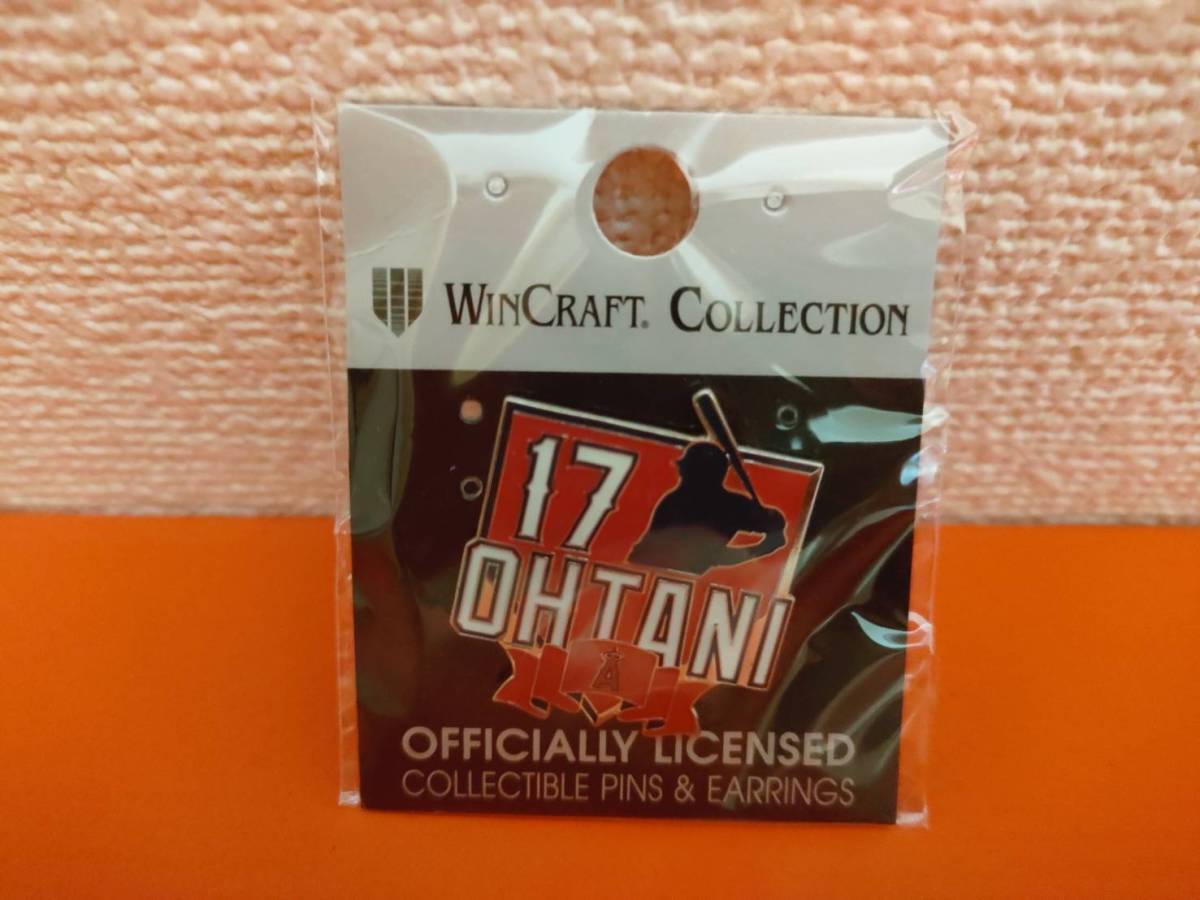 WINCRAFT® COLLECTION
17
OHTANI
A
OFFICIALLY LICENSED
COLLECTIBLE PINS & EARRINGS